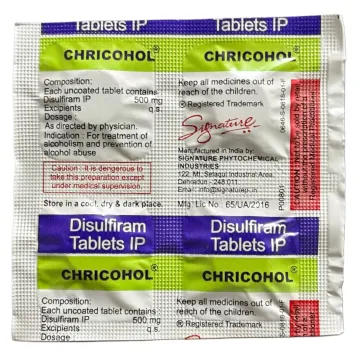 Tablets IP
Tablets IP
CHRICOHOL®
Composition:
Each uncoated tablet contains
Disulfiram IP 500 mg
Excipients q.s.
Dosage :
As directed by physician.
Indication : For treatment of
alcoholism and prevention of
alcohol abuse
Caution : It is dangerous to
take this preparation except
under medical supervision.
Store in a cool, dry & dark place.
CHRICOHOL®
Keep all medicines out of
reach of the children.
® Registered Trademark
Signature
Manufactured in India by:
SIGNATURE PHYTOCHEMICAL
INDUSTRIES
122, Mi, Selaqui Industrial Area,
Dehradun - 248 011
Mfg. Lic No. 65/UA/2016
Disulfiram
Tablets IP
CHRICOHOL®
Composition:
Each uncoated tablet contains
Disulfiram IP 500 mg
Excipients q.s.
Dosage :
Disulfiram
Tablets IP
CHRICOHOL®
Keep all medicines out of
reach of the children.
® Registered Trademark